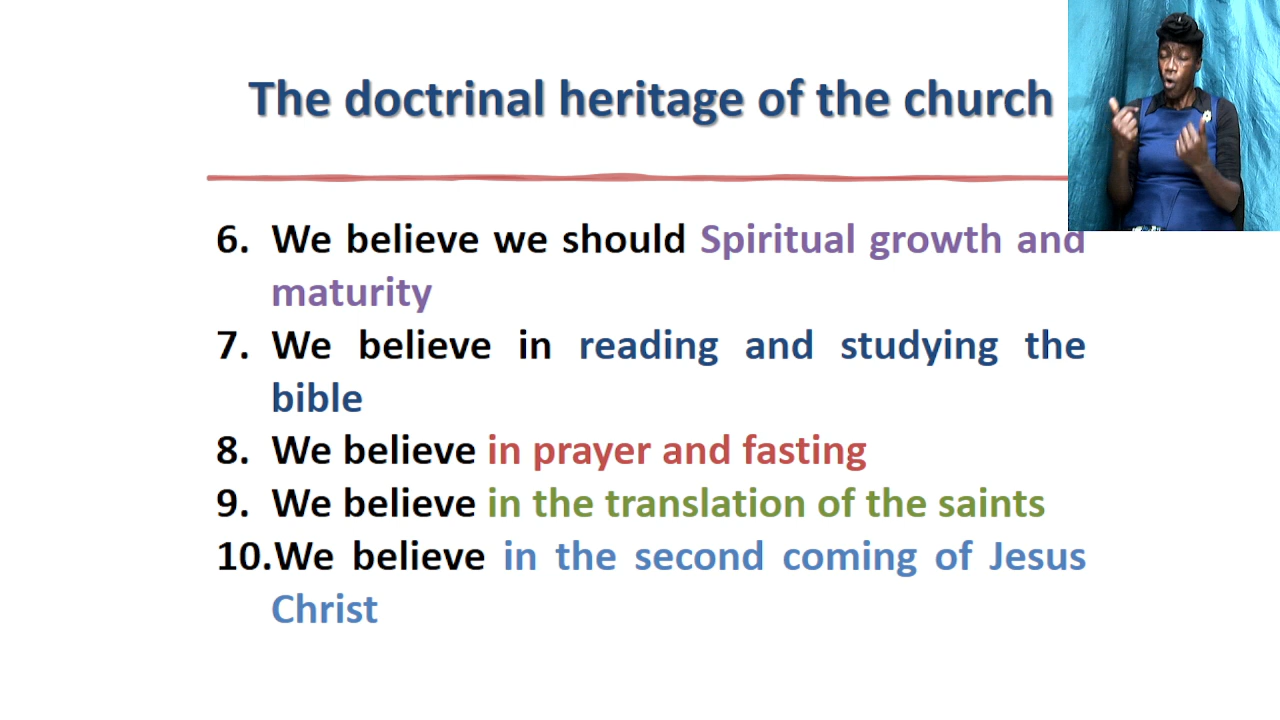 The doctrinal heritage of the church
6. We believe we should Spiritual growth and
maturity
7. We believe in reading and studying the
bible
8. We believe in prayer and fasting
9. We believe in the translation of the saints
10.We believe in the second coming of Jesus
Christ